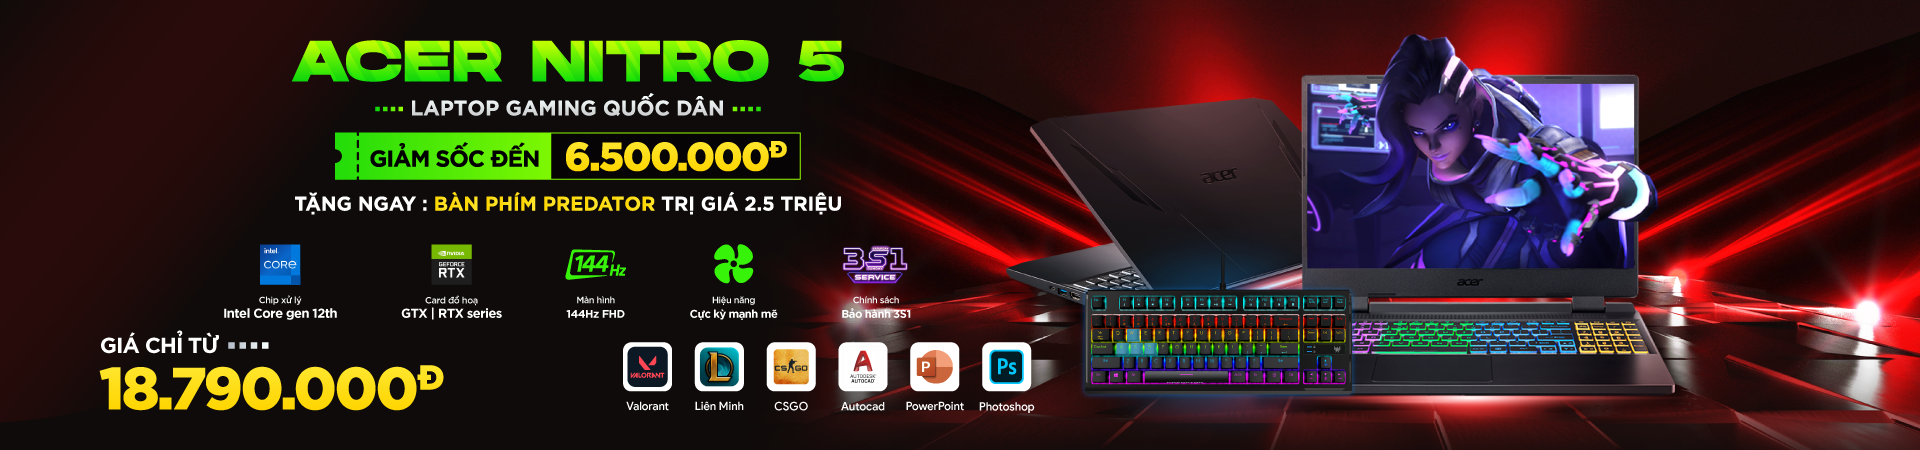 ACER NITRO 5
LAPTOP GAMING QUỐC DÂN
GIẢM SỐC ĐẾN 6.500.000Đ
TẶNG NGAY : BÀN PHÍM PREDATOR TRỊ GIÁ 2.5 TRIỆU
intel CORE
NVIDIA GEFORCE RTX
144Hz
3S1 SERVICE
Chip xử lý
Intel Core gen 12th
Card đồ hoạ
GTX | RTX series
Màn hình
144Hz FHD
Hiệu năng
Cực kỳ mạnh mẽ
Chính sách
Bảo hành 3S1
GIÁ CHỈ TỪ
18.790.000Đ
VALORANT
L
CS GO
A AUTODESK AUTOCAD
P
Ps
Valorant
Liên Minh
CSGO
Autocad
PowerPoint
Photoshop
acer
acer